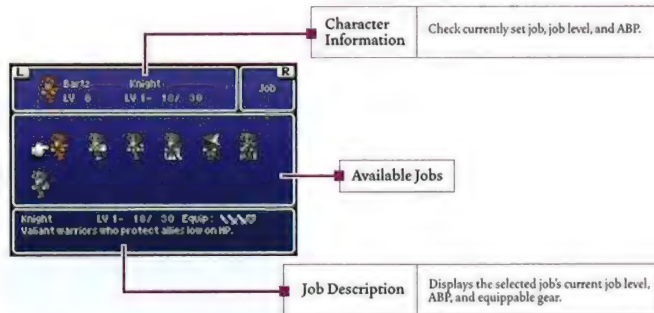 Character
Information
Check currently set job, job level, and ABP.
L
R
Bartz Knight
LV 6 LV 1- 18/ 30
Job
Available Jobs
Knight LV 1- 18/ 30 Equip:
Valiant warriors who protect allies low on HP.
Job Description
Displays the selected job's current job level,
ABP, and equippable gear.